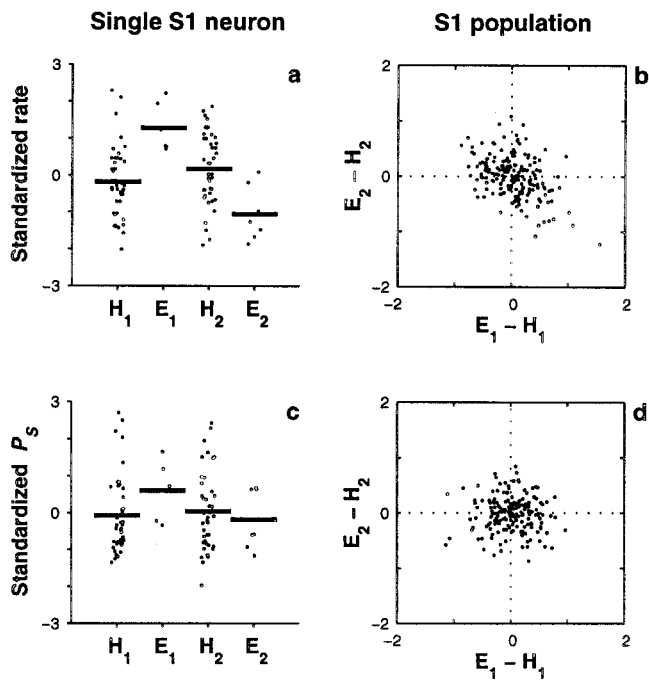 Single S1 neuron
S1 population
a
Standardized rate
3
0
−3
H1 E1 H2 E2
b
E2 − H2
2
0
−2
−2 0 2
E1 − H1
c
Standardized PS
3
0
−3
H1 E1 H2 E2
d
E2 − H2
2
0
−2
−2 0 2
E1 − H1